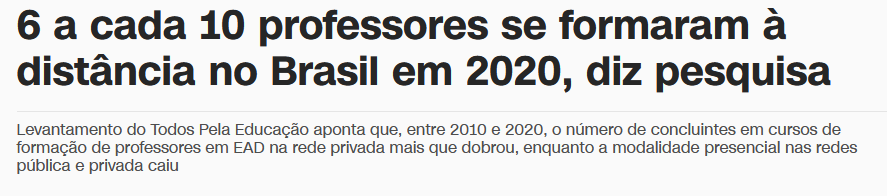 6 a cada 10 professores se formaram à
distância no Brasil em 2020, diz pesquisa
Levantamento do Todos Pela Educação aponta que, entre 2010 e 2020, o número de concluintes em cursos de
formação de professores em EAD na rede privada mais que dobrou, enquanto a modalidade presencial nas redes
pública e privada caiu